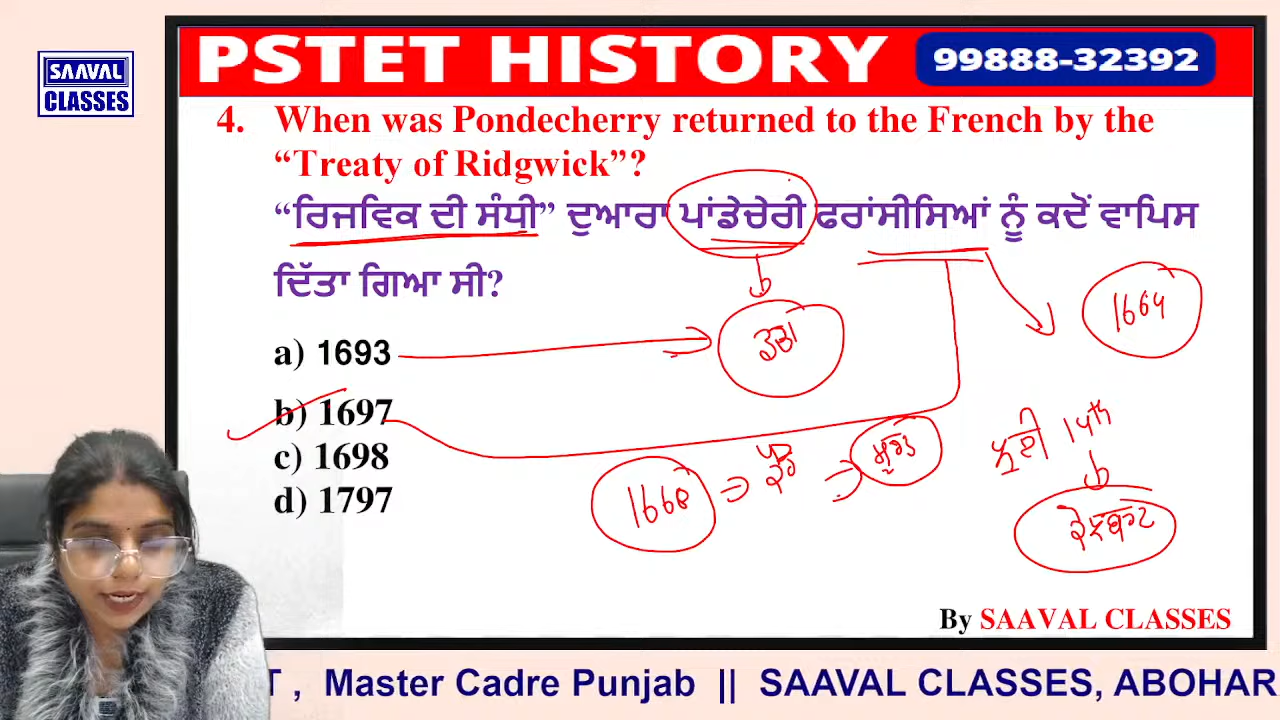 PSTET HISTORY
99888-32392
SAAVAL
CLASSES
4. When was Pondecherry returned to the French by the
“Treaty of Ridgwick”?
“ਰਿਜਵਿਕ ਦੀ ਸੰਧੀ” ਦੁਆਰਾ ਪਾਂਡੇਚੇਰੀ ਫਰਾਂਸੀਸਿਆਂ ਨੂੰ ਕਦੋਂ ਵਾਪਿਸ
ਦਿੱਤਾ ਗਿਆ ਸੀ?
1664
a) 1693
ਡੱਚ
b) 1697
14th
c) 1698
1668
ਸੂਰਤ
d) 1797
By SAAVAL CLASSES
T , Master Cadre Punjab || SAAVAL CLASSES, ABOHAR